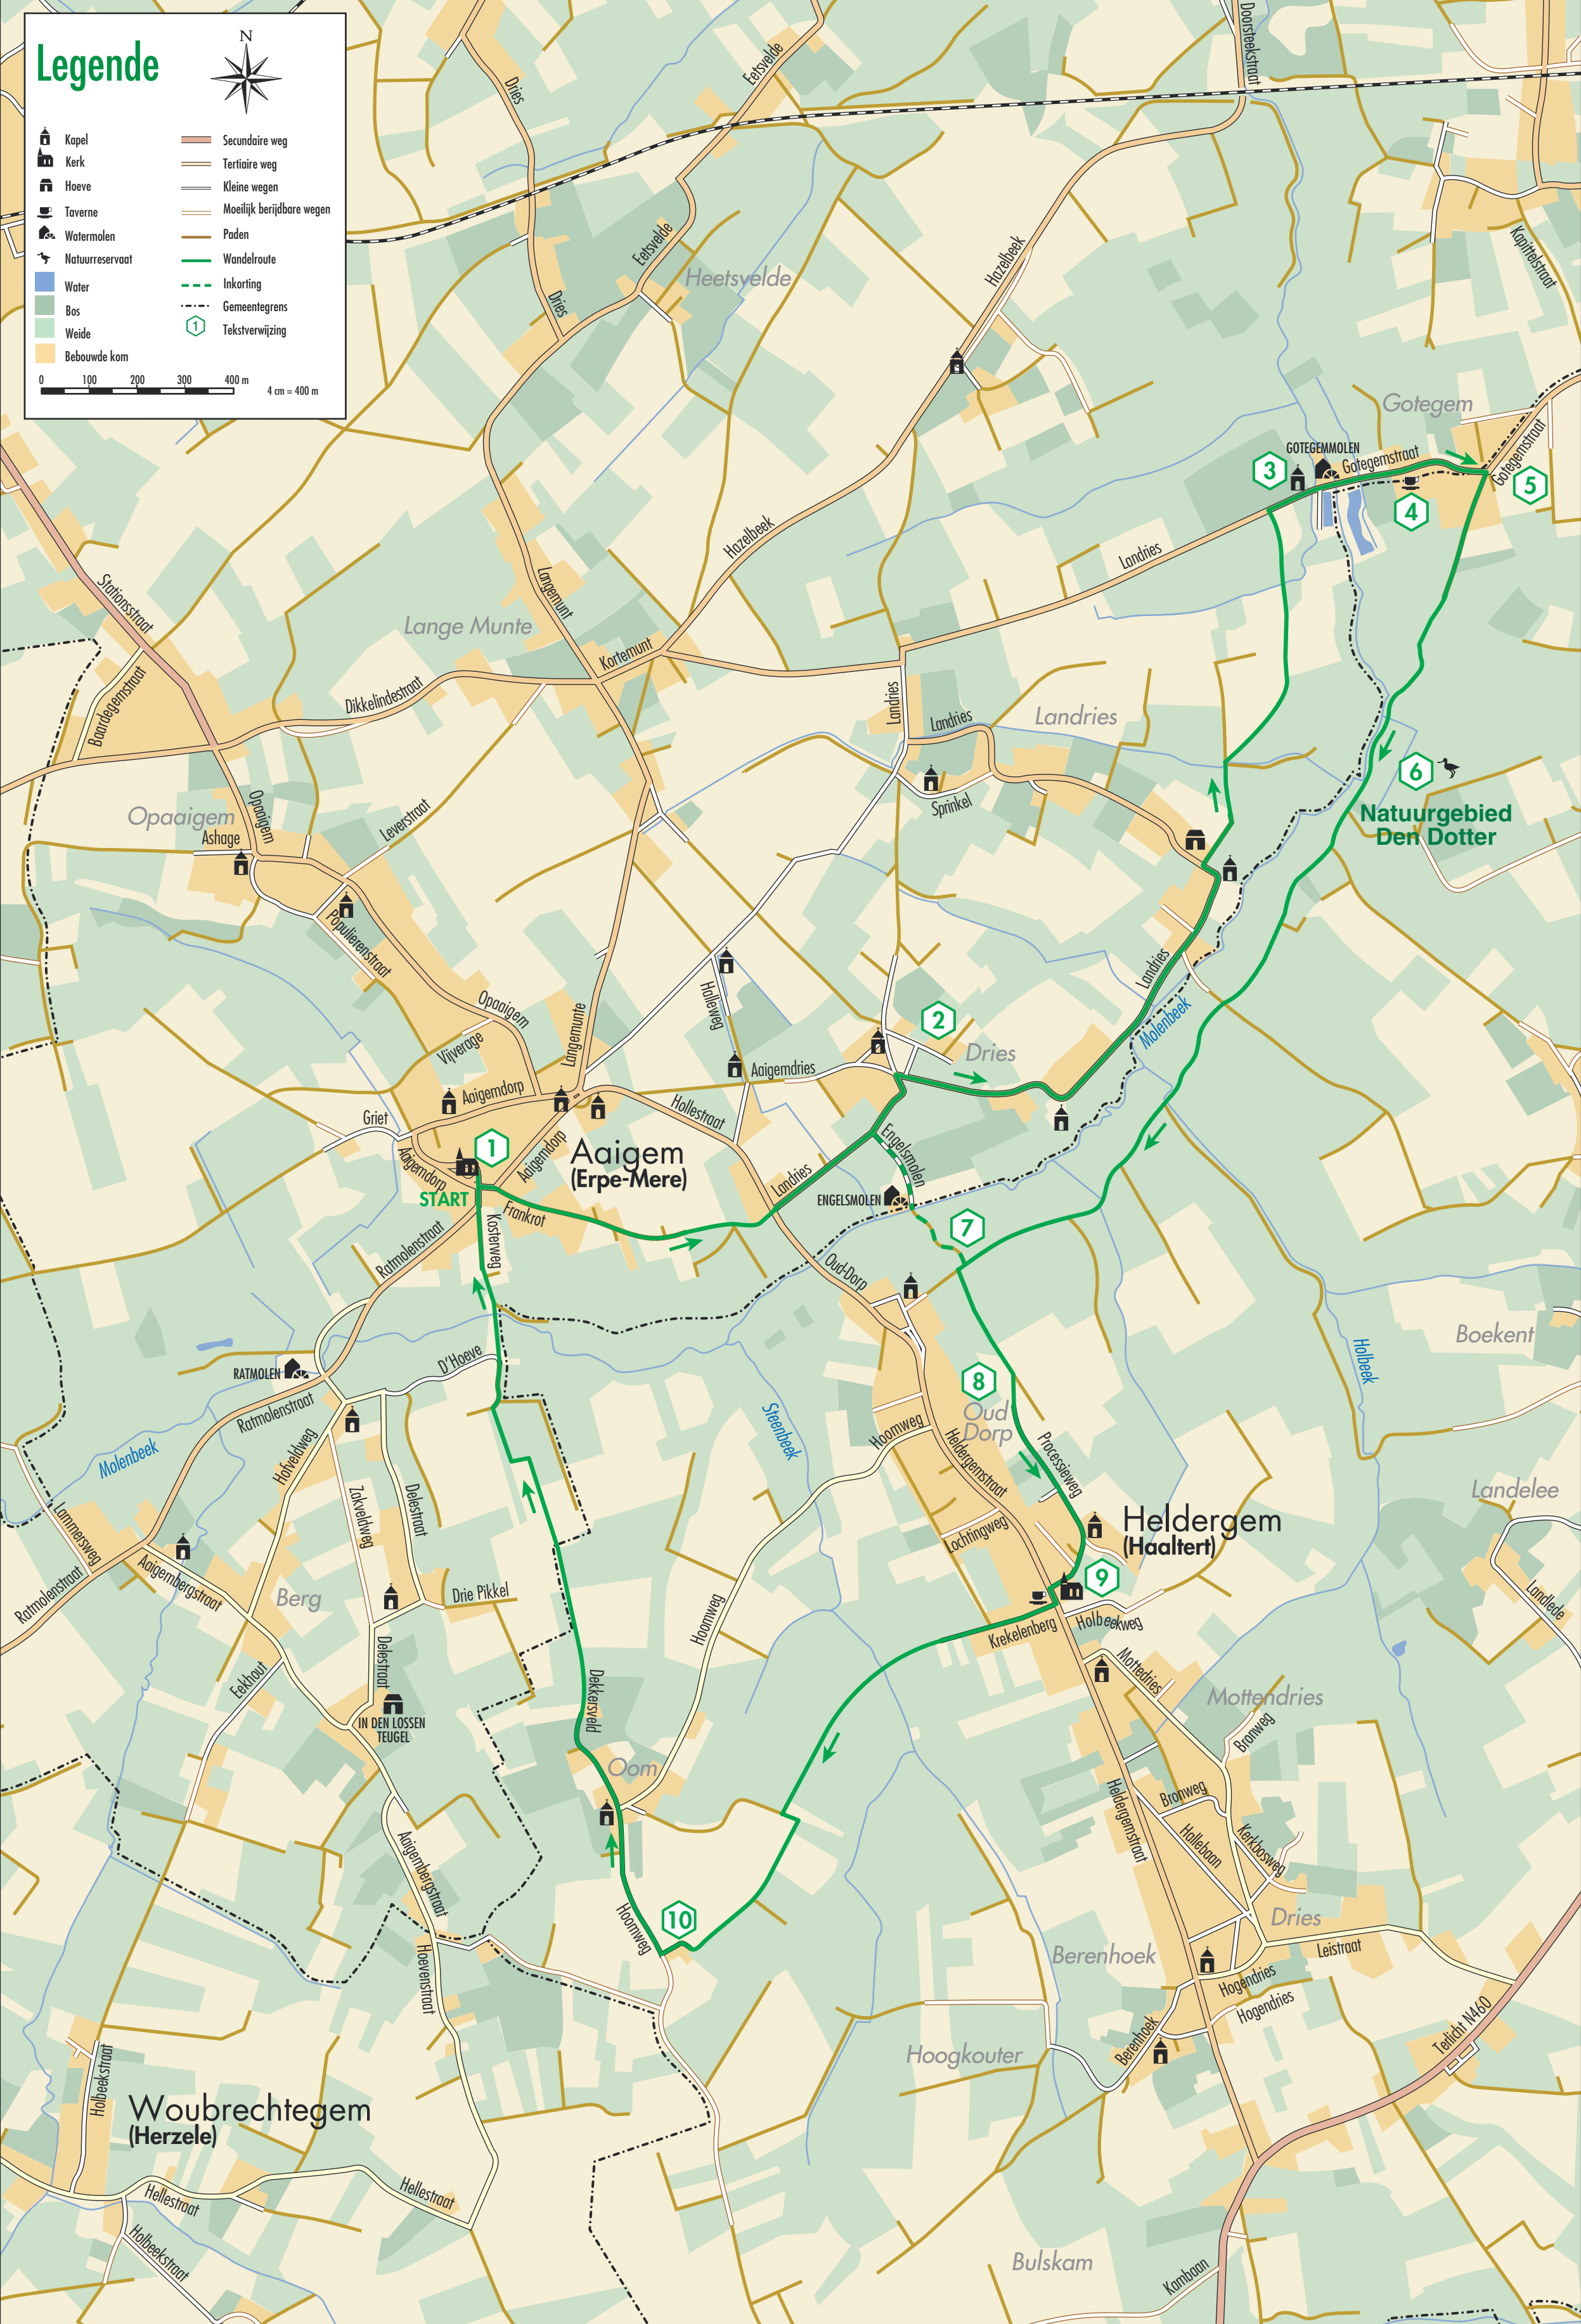 Legende
N
Kapel
Kerk
Hoeve
Taverne
Watermolen
Natuurreservaat
Water
Bos
Weide
Bebouwde kom
Secundaire weg
Tertiaire weg
Kleine wegen
Moeilijk berijdbare wegen
Paden
Wandelroute
Inkorting
Gemeentegrens
1
Tekstverwijzing
0 100 200 300 400 m
4 cm = 400 m
Dries
Eetsvelde
Doorsteekstraat
Dries
Eetsvelde
Heetsvelde
Hazelbeek
Kapittelstraat
Gotegem
GOTEGEMMOLEN
Gotegemstraat
Gotegemstraat
3
4
5
Hazelbeek
Landries
Stationsstraat
Langemunt
Lange Munte
Kortemunt
Baardegemstraat
Dikkelindestraat
Landries
Landries
Landries
Sprinkel
6
Natuurgebied
Den Dotter
Opaaigem
Ashage
Opaaigem
Leverstraat
Populierenstraat
Opaaigem
Vijverage
Langemunte
Halleweg
Landries
Molenbeek
2
Dries
Aaigemdries
Aaigemdorp
Griet
Hollestraat
Aaigemdorp
Aaigemdorp
1
START
Aaigem
(Erpe-Mere)
Landries
Engelsmolen
ENGELSMOLEN
7
Frankrot
Kosterweg
Ratmolenstraat
Oud-Dorp
RATMOLEN
D'Hoeve
Ratmolenstraat
Molenbeek
Hofveldweg
Zakveldweg
Delestraat
Steenbeek
Hoomweg
Heldergemstraat
8
Oud
Dorp
Processieweg
Holbeek
Boekent
Landelee
Landlede
Lammersweg
Ratmolenstraat
Aaigembergstraat
Berg
Drie Pikkel
Delestraat
Eekhout
IN DEN LOSSEN
TEUGEL
Lochtingweg
Heldergem
(Haaltert)
9
Krekelenberg
Holbeekweg
Hoomweg
Dekkersveld
Oom
Mottedries
Mottendries
Bronweg
Bronweg
Heldergemstraat
Hallebaan
Kerkbosweg
Aaigembergstraat
Hoevenstraat
Hoomweg
10
Dries
Leistraat
Berenhoek
Hogendries
Hogendries
Berenhoek
Terlicht N460
Hoogkouter
Holbeekstraat
Woubrechtegem
(Herzele)
Hellestraat
Hellestraat
Holbeekstraat
Bulskam
Kambaan